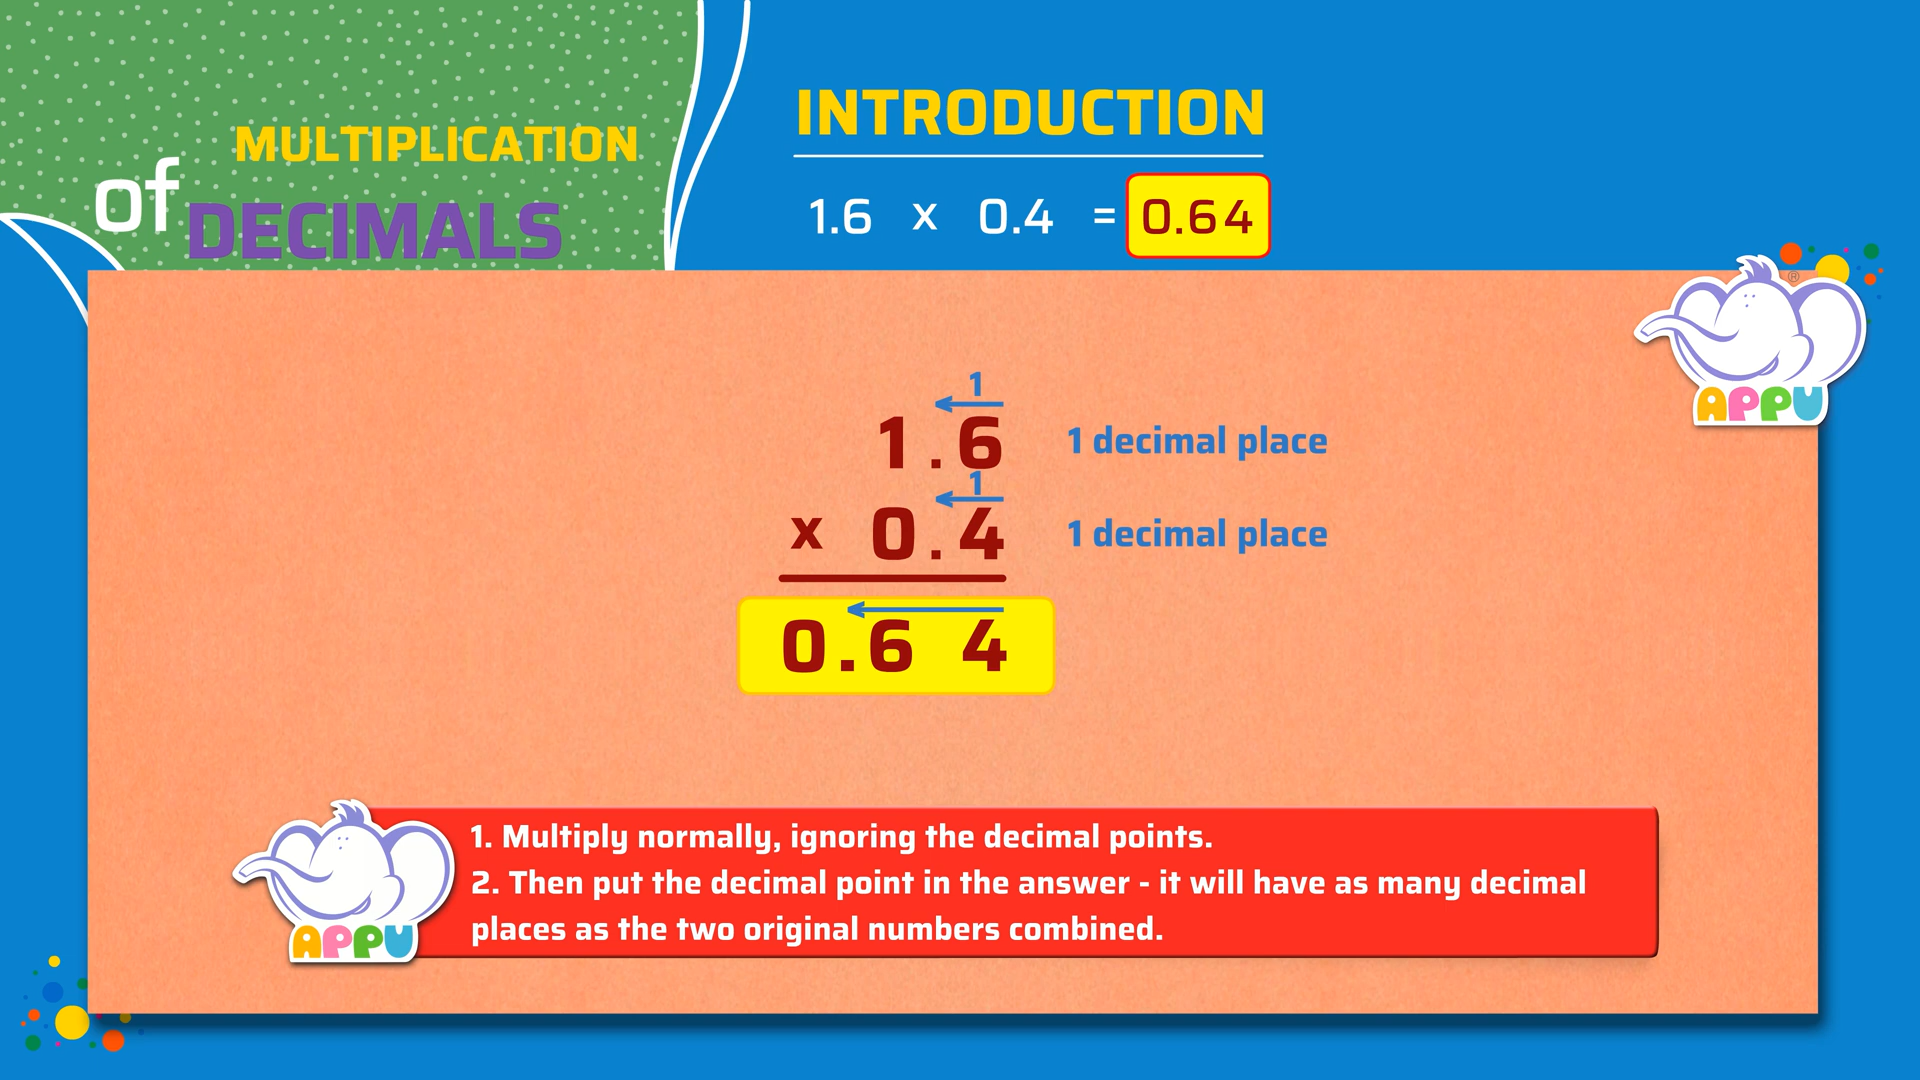 MULTIPLICATION
of DECIMALS
INTRODUCTION
1.6 x 0.4 = 0.64
®
APPU
1
1.6 1 decimal place
1
x 0.4 1 decimal place
0.6 4
1. Multiply normally, ignoring the decimal points.
2. Then put the decimal point in the answer - it will have as many decimal
places as the two original numbers combined.
APPU